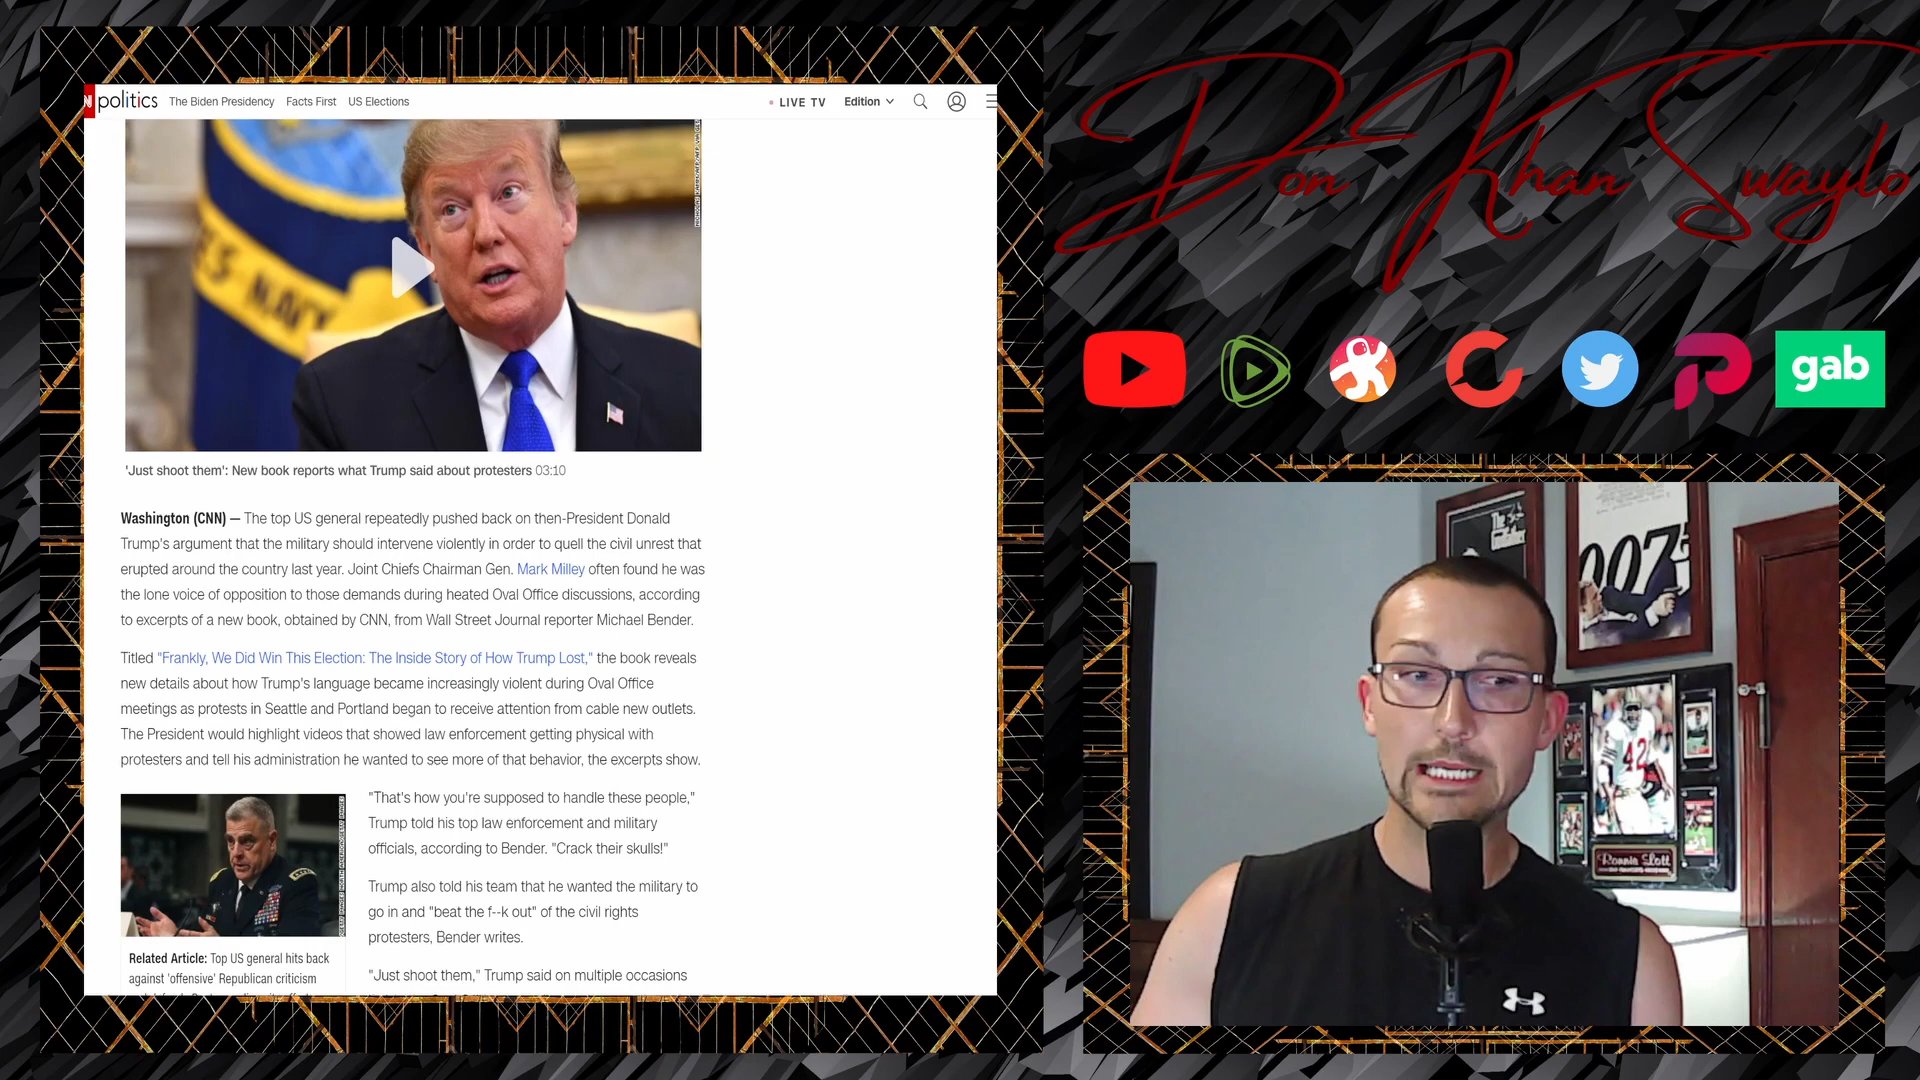 politics The Biden Presidency Facts First US Elections
LIVE TV Edition
ES NAVY
'Just shoot them': New book reports what Trump said about protesters 03:10
Washington (CNN) — The top US general repeatedly pushed back on then-President Donald
Trump's argument that the military should intervene violently in order to quell the civil unrest that
erupted around the country last year. Joint Chiefs Chairman Gen. Mark Milley often found he was
the lone voice of opposition to those demands during heated Oval Office discussions, according
to excerpts of a new book, obtained by CNN, from Wall Street Journal reporter Michael Bender.
Titled "Frankly, We Did Win This Election: The Inside Story of How Trump Lost," the book reveals
new details about how Trump's language became increasingly violent during Oval Office
meetings as protests in Seattle and Portland began to receive attention from cable new outlets.
The President would highlight videos that showed law enforcement getting physical with
protesters and tell his administration he wanted to see more of that behavior, the excerpts show.
"That's how you're supposed to handle these people,"
Trump told his top law enforcement and military
officials, according to Bender. "Crack their skulls!"
Trump also told his team that he wanted the military to
go in and "beat the f--k out" of the civil rights
protesters, Bender writes.
"Just shoot them," Trump said on multiple occasions
Related Article: Top US general hits back
against 'offensive' Republican criticism
Don Khan Swaylo
gab
The
007
42
Ronnie Lott